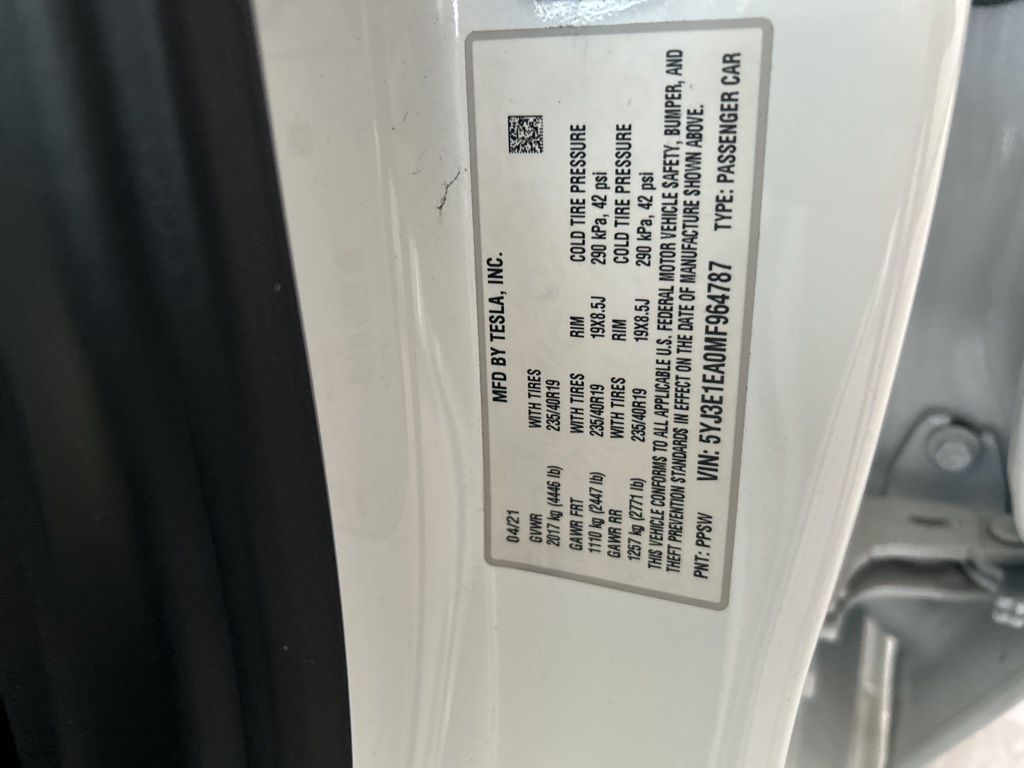 MFD BY TESLA, INC.
04/21
GVWR WITH TIRES
2017 kg (4446 lb) 235/40R19
GAWR FRT WITH TIRES RIM COLD TIRE PRESSURE
1110 kg (2447 lb) 235/40R19 19X8.5J 290 kPa, 42 psi
GAWR RR WITH TIRES RIM COLD TIRE PRESSURE
1257 kg (2771 lb) 235/40R19 19X8.5J 290 kPa, 42 psi
THIS VEHICLE CONFORMS TO ALL APPLICABLE U.S. FEDERAL MOTOR VEHICLE SAFETY, BUMPER, AND
THEFT PREVENTION STANDARDS IN EFFECT ON THE DATE OF MANUFACTURE SHOWN ABOVE.
PNT: PPSW VIN: 5YJ3E1EA0MF964787 TYPE: PASSENGER CAR